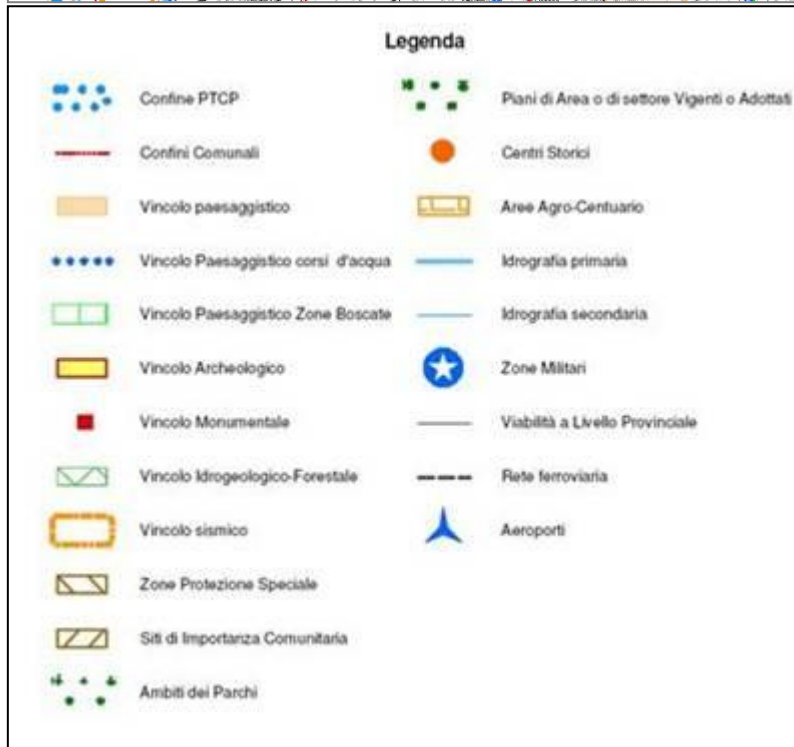 Legenda
Confine PTCP
Confini Comunali
Vincolo paesaggistico
Vincolo Paesaggistico corsi d'acqua
Vincolo Paesaggistico Zone Boscate
Vincolo Archeologico
Vincolo Monumentale
Vincolo Idrogeologico-Forestale
Vincolo sismico
Zone Protezione Speciale
Siti di Importanza Comunitaria
Ambiti dei Parchi
Piani di Area o di settore Vigenti o Adottati
Centri Storici
Aree Agro-Centuario
Idrografia primaria
Idrografia secondaria
Zone Militari
Viabilità a Livello Provinciale
Rete ferroviaria
Aeroporti